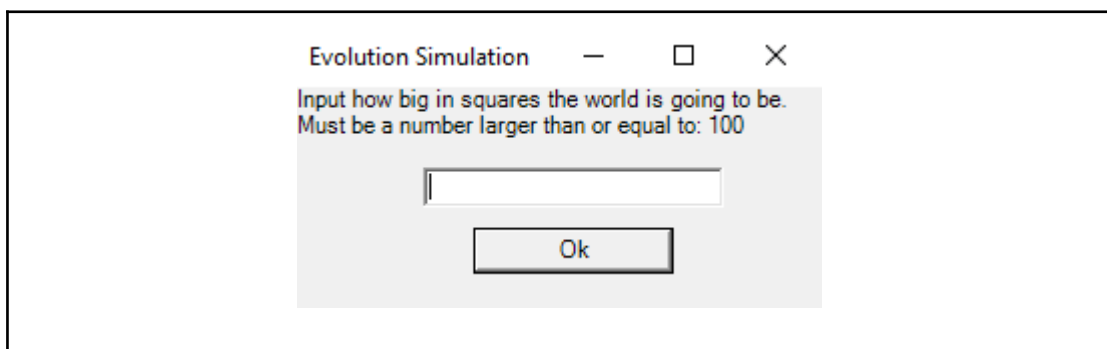 Evolution Simulation
Input how big in squares the world is going to be.
Must be a number larger than or equal to: 100
Ok